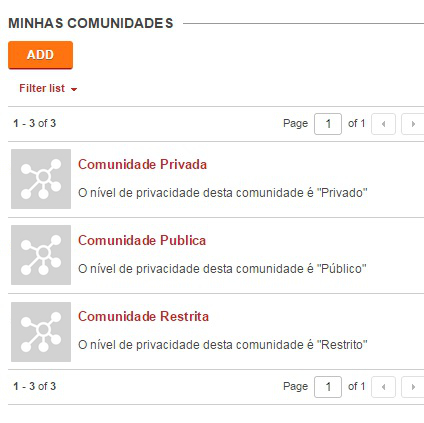 MINHAS COMUNIDADES
ADD
Filter list
1 - 3 of 3 Page 1 of 1
Comunidade Privada
O nível de privacidade desta comunidade é "Privado"
Comunidade Publica
O nível de privacidade desta comunidade é "Público"
Comunidade Restrita
O nível de privacidade desta comunidade é "Restrito"
1 - 3 of 3 Page 1 of 1